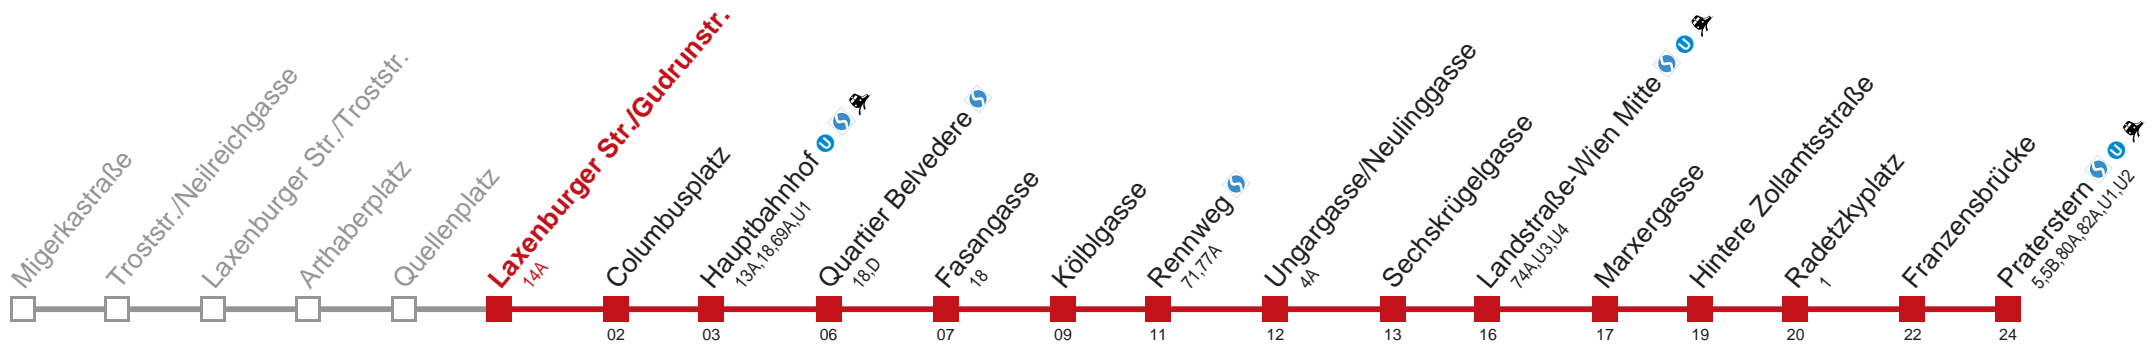 Migerkastraße
Troststr./Neilreichgasse
Laxenburger Str./Troststr.
Arthaberplatz
Quellenplatz
Laxenburger Str./Gudrunstr.
14A
Columbusplatz
02
Hauptbahnhof U S
13A,18,69A,U1
03
Quartier Belvedere S
18,D
06
Fasangasse
18
07
Kölblgasse
09
Rennweg S
71,77A
11
Ungargasse/Neulinggasse
4A
12
Sechskrügelgasse
13
Landstraße-Wien Mitte S U
74A,U3,U4
16
Marxergasse
17
Hintere Zollamtsstraße
19
Radetzkyplatz
1
20
Franzensbrücke
22
Praterstern S U
5,5B,80A,82A,U1,U2
24